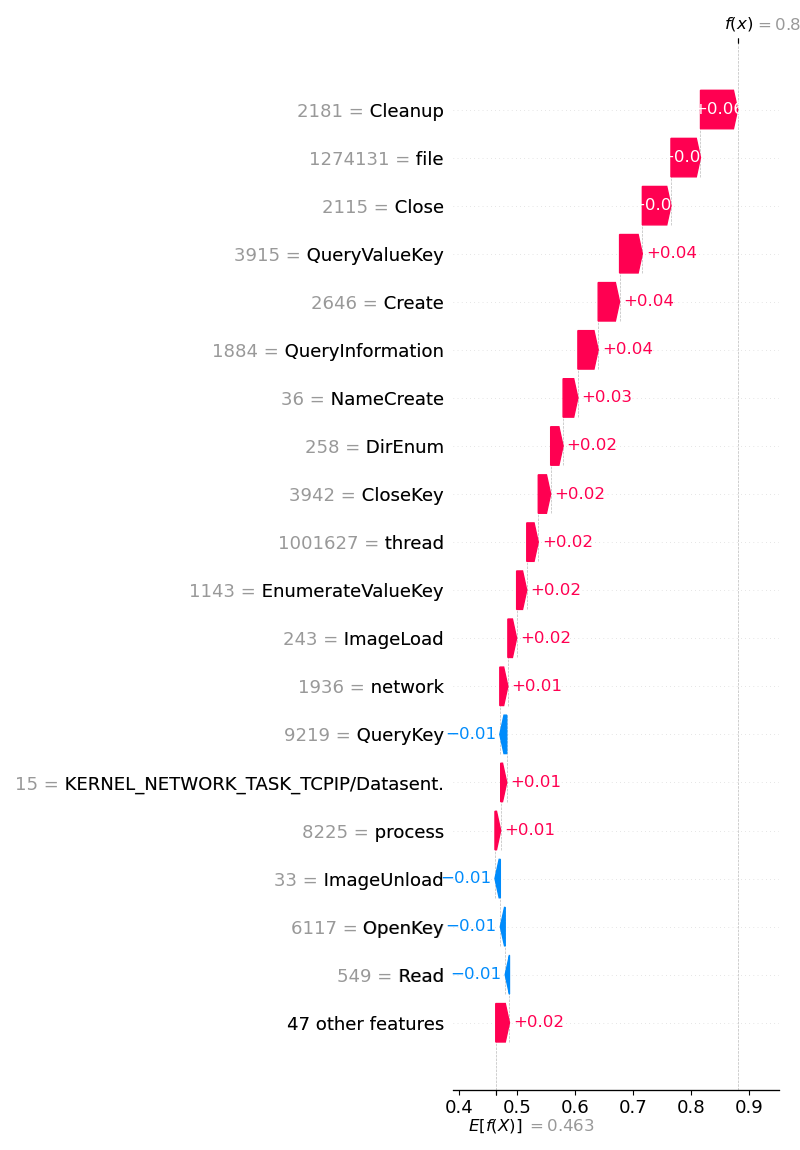 f(x) = 0.8
2181 = Cleanup
+0.06
1274131 = file
+0.0
2115 = Close
+0.0
3915 = QueryValueKey
+0.04
2646 = Create
+0.04
1884 = QueryInformation
+0.04
36 = NameCreate
+0.03
258 = DirEnum
+0.02
3942 = CloseKey
+0.02
1001627 = thread
+0.02
1143 = EnumerateValueKey
+0.02
243 = ImageLoad
+0.02
1936 = network
+0.01
9219 = QueryKey
−0.01
15 = KERNEL_NETWORK_TASK_TCPIP/Datasent.
+0.01
8225 = process
+0.01
33 = ImageUnload
−0.01
6117 = OpenKey
−0.01
549 = Read
−0.01
47 other features
+0.02
0.4 0.5 0.6 0.7 0.8 0.9
E[f(X)] = 0.463